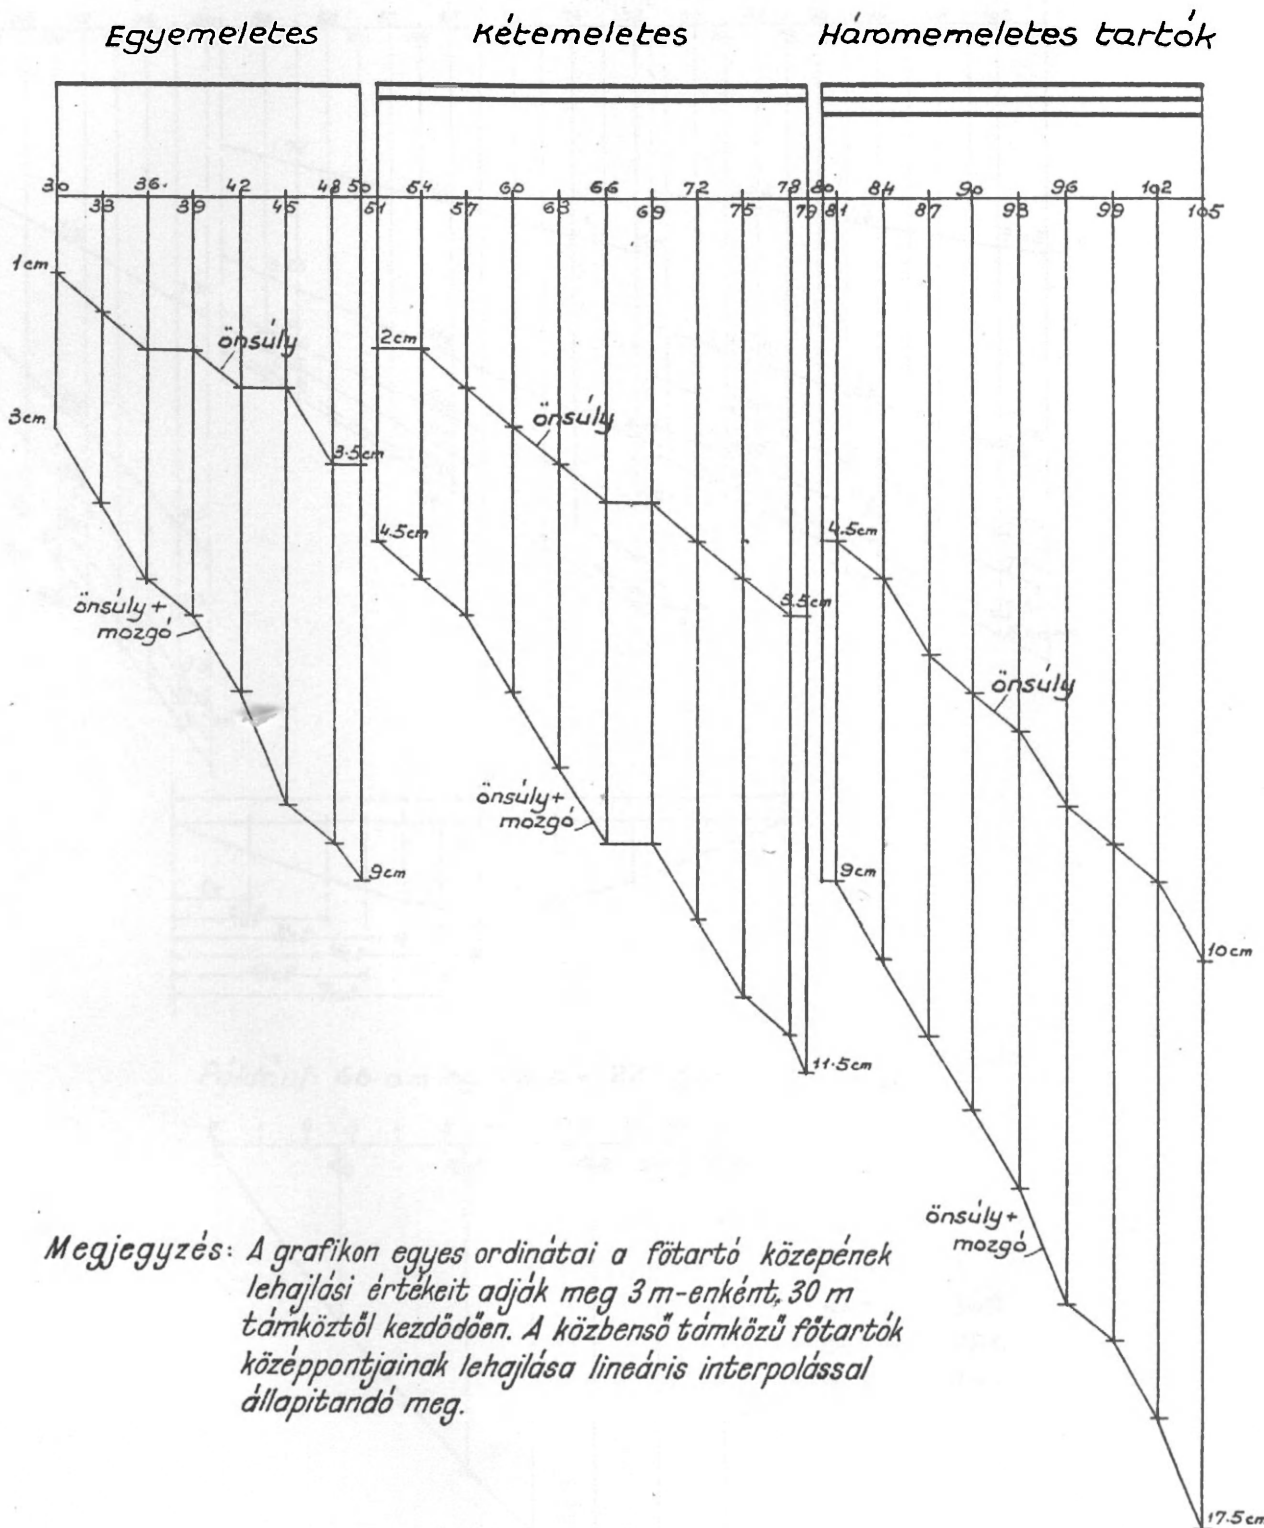 Egyemeletes Kétemeletes Háromemeletes tartók
30 36. 42 48 50 54 60 66 72 78 80 84 90 96 102
33 39 45 51 57 63 69 75 79 81 87 93 99 105
1cm
önsúly
2cm
3cm
önsúly
3.5cm
4.5cm
4.5cm
önsúly+
mozgó
5.5cm
önsúly
önsúly+
mozgó
9cm
9cm
10cm
11.5cm
önsúly+
mozgó
Megjegyzés: A grafikon egyes ordinátai a főtartó közepének
lehajlási értékeit adják meg 3 m-enként, 30 m
támköztől kezdődően. A közbenső támközű főtartók
középpontjainak lehajlása lineáris interpolással
állapitandó meg.
17.5cm